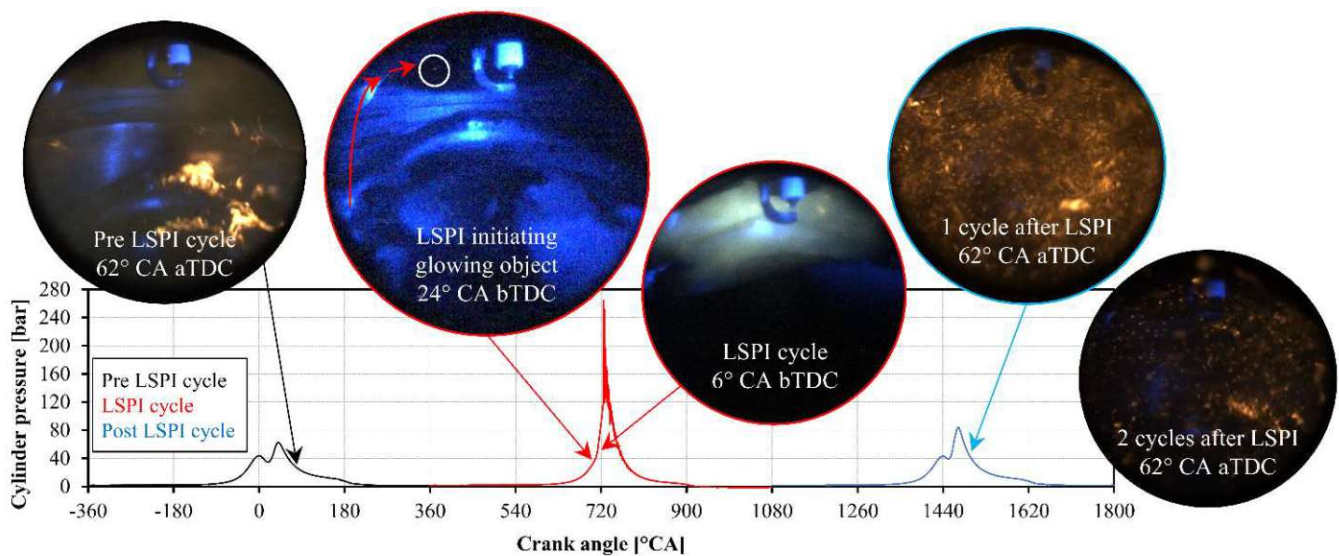 Pre LSPI cycle
62° CA aTDC
LSPI initiating
glowing object
24° CA bTDC
LSPI cycle
6° CA bTDC
1 cycle after LSPI
62° CA aTDC
2 cycles after LSPI
62° CA aTDC
Cylinder pressure [bar]
280
240
200
160
120
80
40
0
Pre LSPI cycle
LSPI cycle
Post LSPI cycle
-360 -180 0 180 360 540 720 900 1080 1260 1440 1620 1800
Crank angle [°CA]